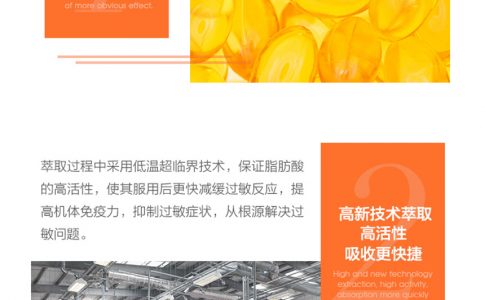 of more obvious effect.
萃取过程中采用低温超临界技术，保证脂肪酸
的高活性，使其服用后更快减缓过敏反应，提
高机体免疫力，抑制过敏症状，从根源解决过
敏问题。
2
高新技术萃取
高活性
吸收更快捷
High and new technology
extraction, high activity,
absorption more quickly